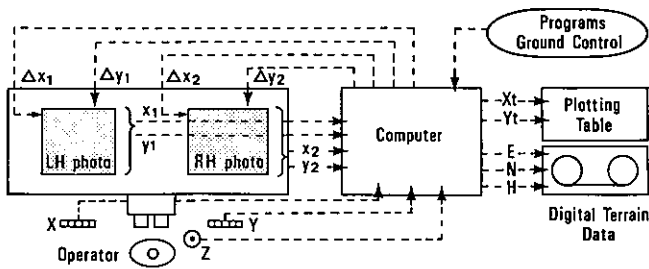 Programs
Ground Control
Δx1
Δy1
Δx2
Δy2
x1
y1
LH photo
RH photo
x2
y2
Computer
Xt
Yt
Plotting
Table
E
N
H
X
Y
Z
Operator
Digital Terrain
Data